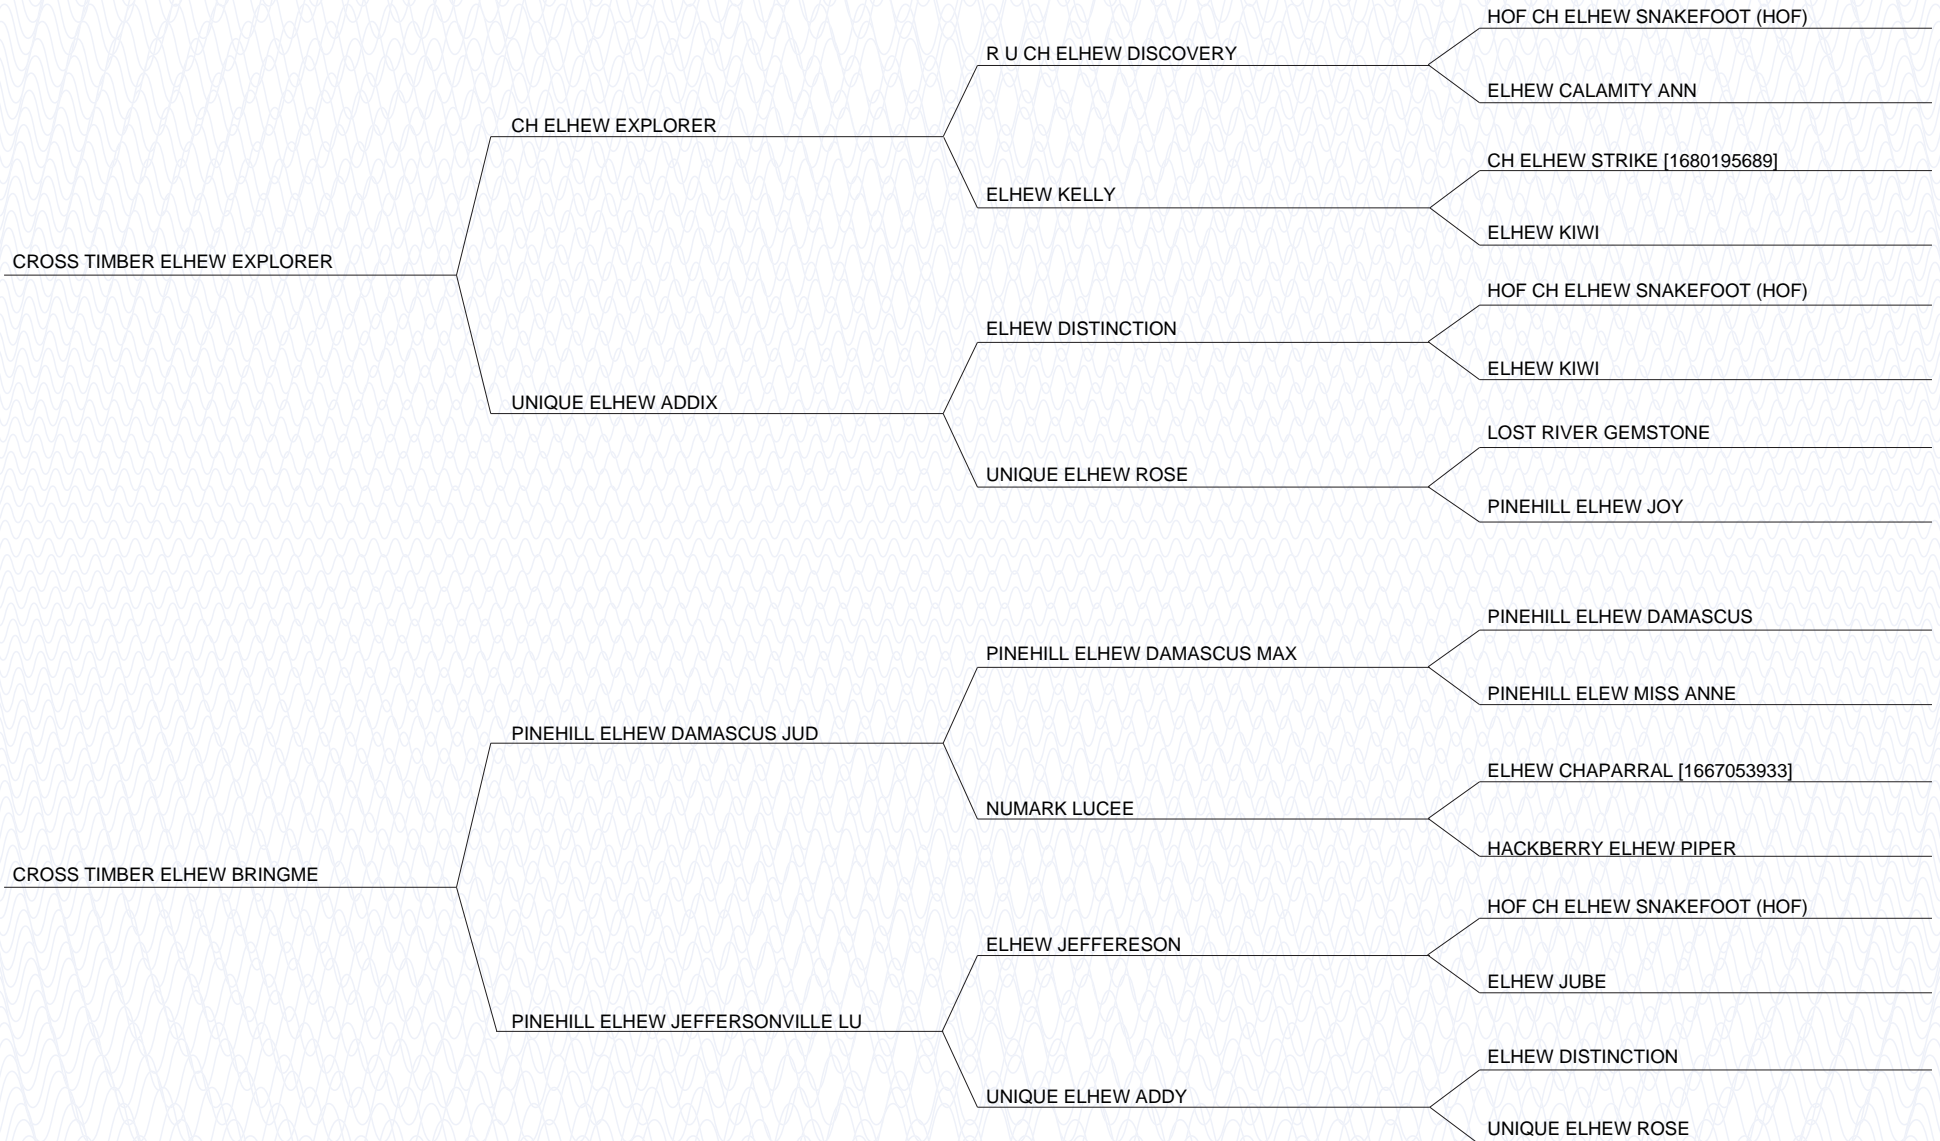 HOF CH ELHEW SNAKEFOOT (HOF)
R U CH ELHEW DISCOVERY
ELHEW CALAMITY ANN
CH ELHEW EXPLORER
CH ELHEW STRIKE [1680195689]
ELHEW KELLY
ELHEW KIWI
CROSS TIMBER ELHEW EXPLORER
HOF CH ELHEW SNAKEFOOT (HOF)
ELHEW DISTINCTION
ELHEW KIWI
UNIQUE ELHEW ADDIX
LOST RIVER GEMSTONE
UNIQUE ELHEW ROSE
PINEHILL ELHEW JOY
PINEHILL ELHEW DAMASCUS
PINEHILL ELHEW DAMASCUS MAX
PINEHILL ELEW MISS ANNE
PINEHILL ELHEW DAMASCUS JUD
ELHEW CHAPARRAL [1667053933]
NUMARK LUCEE
HACKBERRY ELHEW PIPER
CROSS TIMBER ELHEW BRINGME
HOF CH ELHEW SNAKEFOOT (HOF)
ELHEW JEFFERESON
ELHEW JUBE
PINEHILL ELHEW JEFFERSONVILLE LU
ELHEW DISTINCTION
UNIQUE ELHEW ADDY
UNIQUE ELHEW ROSE